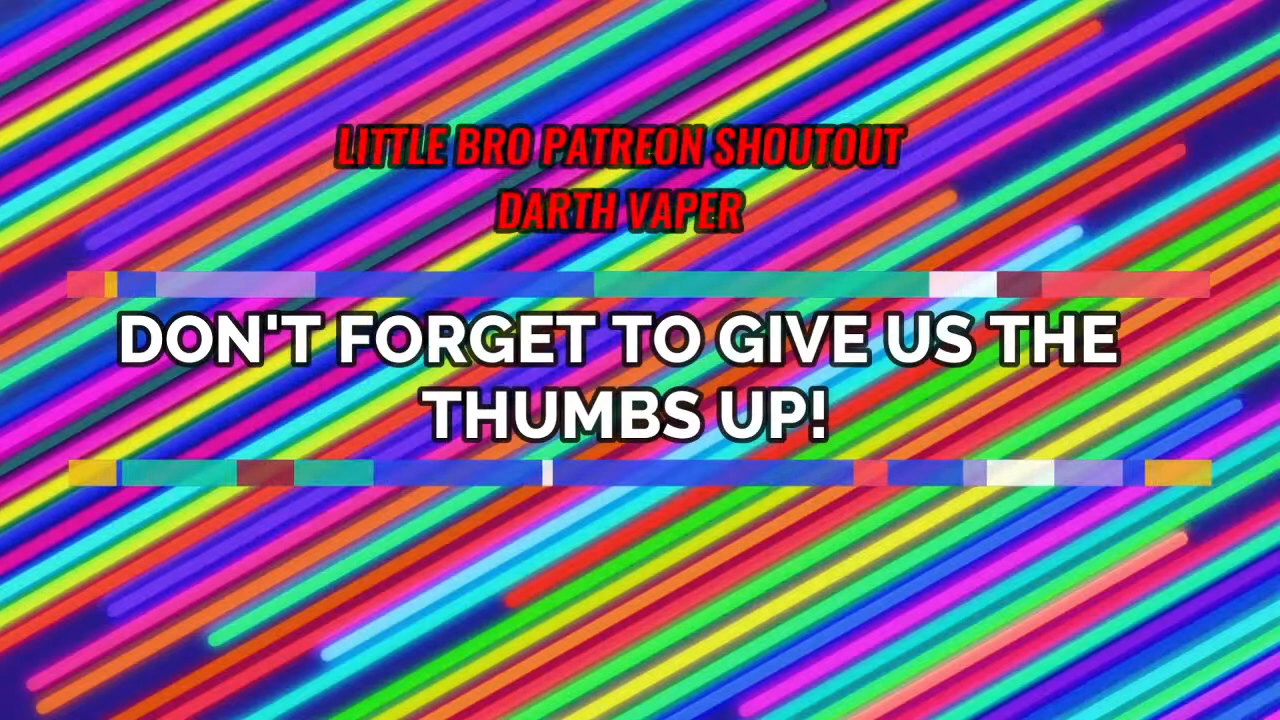 LITTLE BRO PATREON SHOUTOUT
DARTH VAPER
DON'T FORGET TO GIVE US THE
THUMBS UP!